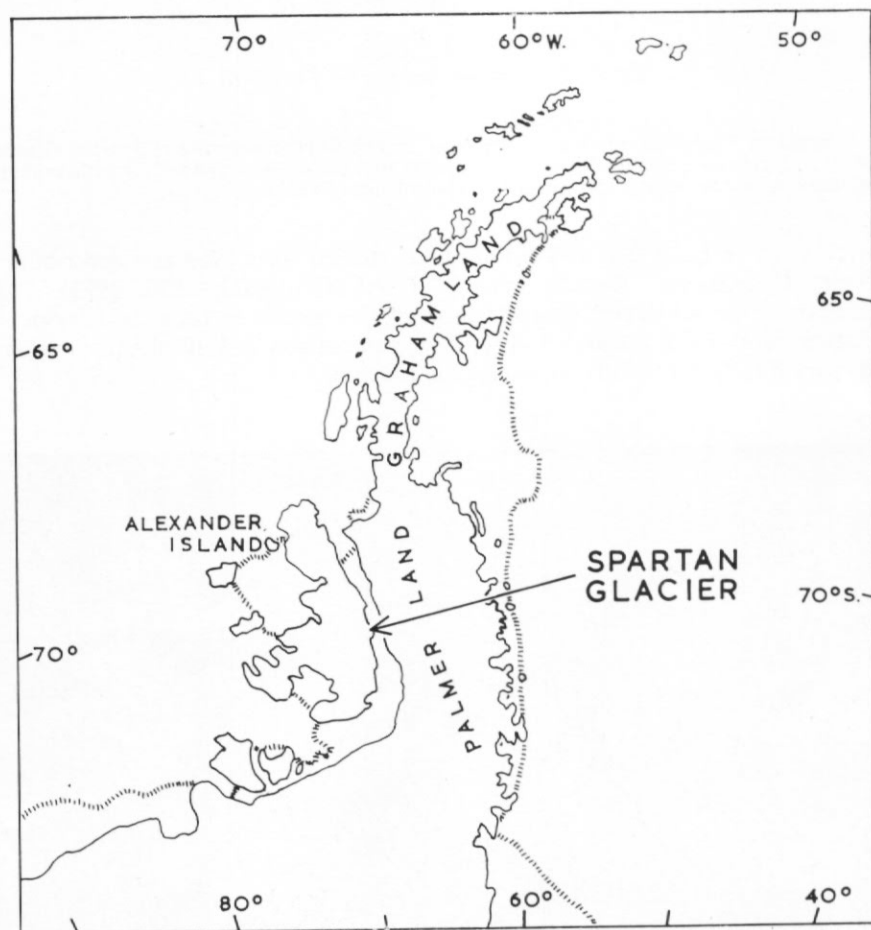 70°
60°W.
50°
GRAHAM LAND
65°
65°
ALEXANDER
ISLAND
SPARTAN
GLACIER
PALMER LAND
70°S.
70°
80°
60°
40°